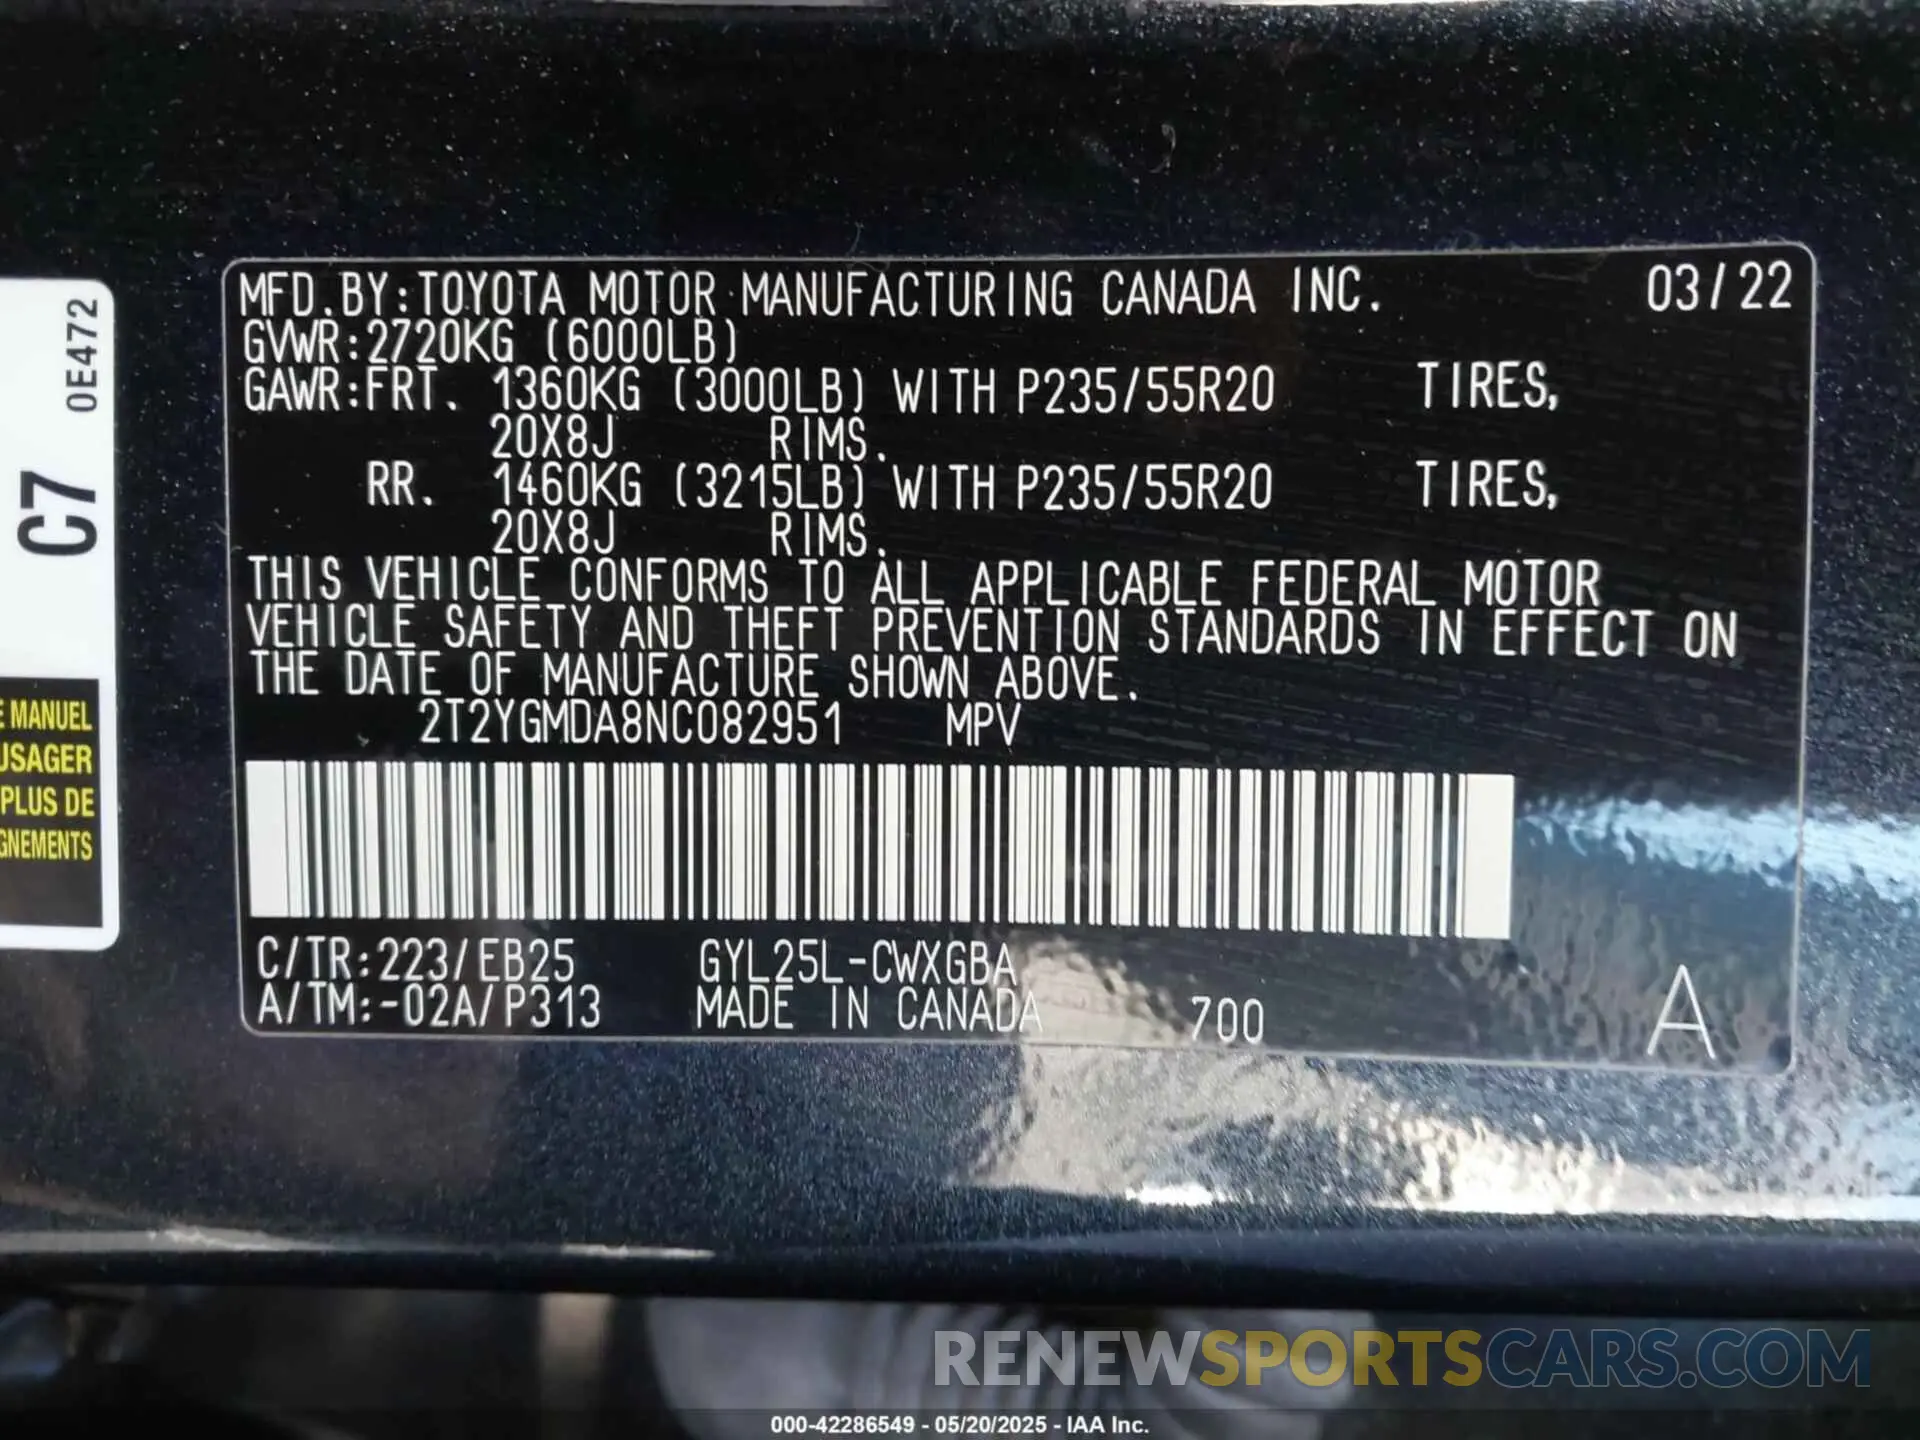 MFD.BY:TOYOTA MOTOR MANUFACTURING CANADA INC. 03/22
GVWR:2720KG (6000LB)
GAWR:FRT. 1360KG (3000LB) WITH P235/55R20 TIRES,
20X8J RIMS.
RR. 1460KG (3215LB) WITH P235/55R20 TIRES,
20X8J RIMS.
THIS VEHICLE CONFORMS TO ALL APPLICABLE FEDERAL MOTOR
VEHICLE SAFETY AND THEFT PREVENTION STANDARDS IN EFFECT ON
THE DATE OF MANUFACTURE SHOWN ABOVE.
2T2YGMDA8NC082951 MPV
C/TR:223/EB25 GYL25L-CWXGBA
A/TM:-02A/P313 MADE IN CANADA 700 A
C7 0E472
E MANUEL
USAGER
PLUS DE
GNEMENTS
RENEWSPORTSCARS.COM
000-42286549 - 05/20/2025 - IAA Inc.